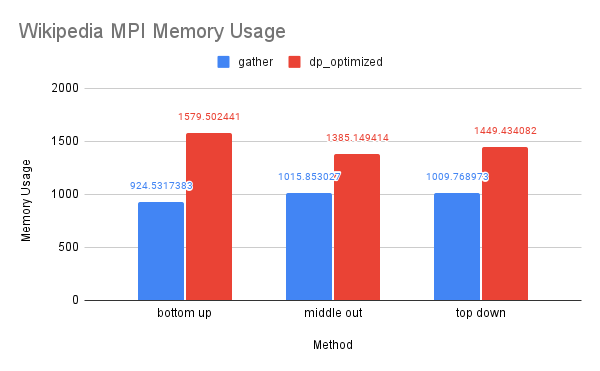 Wikipedia MPI Memory Usage
gather dp_optimized
2000
1500
1000
500
0
Memory Usage
924.5317383
1579.502441
1015.853027
1385.149414
1009.768973
1449.434082
bottom up middle out top down
Method